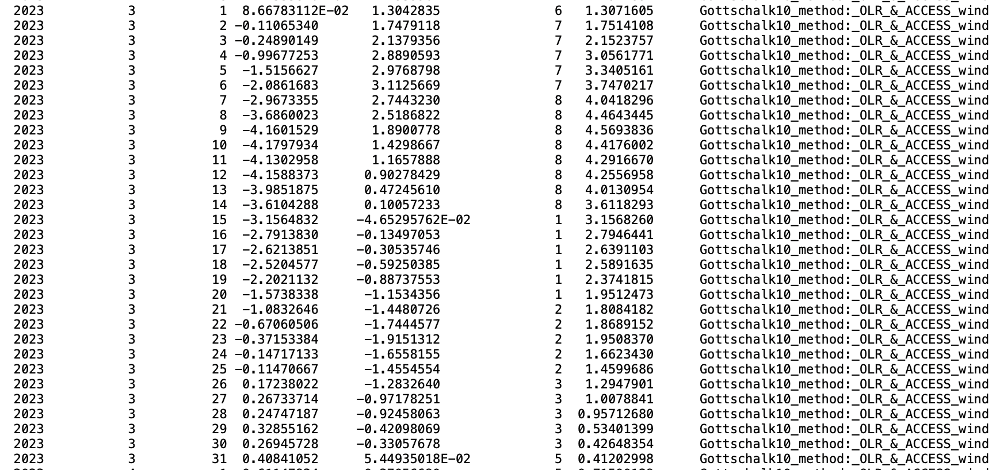 2023 3 1 8.66783112E-02 1.3042835 6 1.3071605 Gottschalk10_method:_OLR_&_ACCESS_wind
2023 3 2 -0.11065340 1.7479118 7 1.7514108 Gottschalk10_method:_OLR_&_ACCESS_wind
2023 3 3 -0.24890149 2.1379356 7 2.1523757 Gottschalk10_method:_OLR_&_ACCESS_wind
2023 3 4 -0.99677253 2.8890593 7 3.0561771 Gottschalk10_method:_OLR_&_ACCESS_wind
2023 3 5 -1.5156627 2.9768798 7 3.3405161 Gottschalk10_method:_OLR_&_ACCESS_wind
2023 3 6 -2.0861683 3.1125669 7 3.7470217 Gottschalk10_method:_OLR_&_ACCESS_wind
2023 3 7 -2.9673355 2.7443230 8 4.0418296 Gottschalk10_method:_OLR_&_ACCESS_wind
2023 3 8 -3.6860023 2.5186822 8 4.4643445 Gottschalk10_method:_OLR_&_ACCESS_wind
2023 3 9 -4.1601529 1.8900778 8 4.5693836 Gottschalk10_method:_OLR_&_ACCESS_wind
2023 3 10 -4.1797934 1.4298667 8 4.4176002 Gottschalk10_method:_OLR_&_ACCESS_wind
2023 3 11 -4.1302958 1.1657888 8 4.2916670 Gottschalk10_method:_OLR_&_ACCESS_wind
2023 3 12 -4.1588373 0.90278429 8 4.2556958 Gottschalk10_method:_OLR_&_ACCESS_wind
2023 3 13 -3.9851875 0.47245610 8 4.0130954 Gottschalk10_method:_OLR_&_ACCESS_wind
2023 3 14 -3.6104288 0.10057233 8 3.6118293 Gottschalk10_method:_OLR_&_ACCESS_wind
2023 3 15 -3.1564832 -4.65295762E-02 1 3.1568260 Gottschalk10_method:_OLR_&_ACCESS_wind
2023 3 16 -2.7913830 -0.13497053 1 2.7946441 Gottschalk10_method:_OLR_&_ACCESS_wind
2023 3 17 -2.6213851 -0.30535746 1 2.6391103 Gottschalk10_method:_OLR_&_ACCESS_wind
2023 3 18 -2.5204577 -0.59250385 1 2.5891635 Gottschalk10_method:_OLR_&_ACCESS_wind
2023 3 19 -2.2021132 -0.88737553 1 2.3741815 Gottschalk10_method:_OLR_&_ACCESS_wind
2023 3 20 -1.5738338 -1.1534356 1 1.9512473 Gottschalk10_method:_OLR_&_ACCESS_wind
2023 3 21 -1.0832646 -1.4480726 2 1.8084182 Gottschalk10_method:_OLR_&_ACCESS_wind
2023 3 22 -0.67060506 -1.7444577 2 1.8689152 Gottschalk10_method:_OLR_&_ACCESS_wind
2023 3 23 -0.37153384 -1.9151312 2 1.9508370 Gottschalk10_method:_OLR_&_ACCESS_wind
2023 3 24 -0.14717133 -1.6558155 2 1.6623430 Gottschalk10_method:_OLR_&_ACCESS_wind
2023 3 25 -0.11470667 -1.4554554 2 1.4599686 Gottschalk10_method:_OLR_&_ACCESS_wind
2023 3 26 0.17238022 -1.2832640 3 1.2947901 Gottschalk10_method:_OLR_&_ACCESS_wind
2023 3 27 0.26733714 -0.97178251 3 1.0078841 Gottschalk10_method:_OLR_&_ACCESS_wind
2023 3 28 0.24747187 -0.92458063 3 0.95712680 Gottschalk10_method:_OLR_&_ACCESS_wind
2023 3 29 0.32855162 -0.42098069 3 0.53401399 Gottschalk10_method:_OLR_&_ACCESS_wind
2023 3 30 0.26945728 -0.33057678 3 0.42648354 Gottschalk10_method:_OLR_&_ACCESS_wind
2023 3 31 0.40841052 5.44935018E-02 5 0.41202998 Gottschalk10_method:_OLR_&_ACCESS_wind